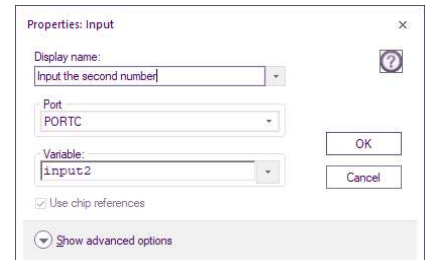 Properties: Input
Display name:
Input the second number
Port
PORTC
Variable:
input2
Use chip references
Show advanced options
OK
Cancel